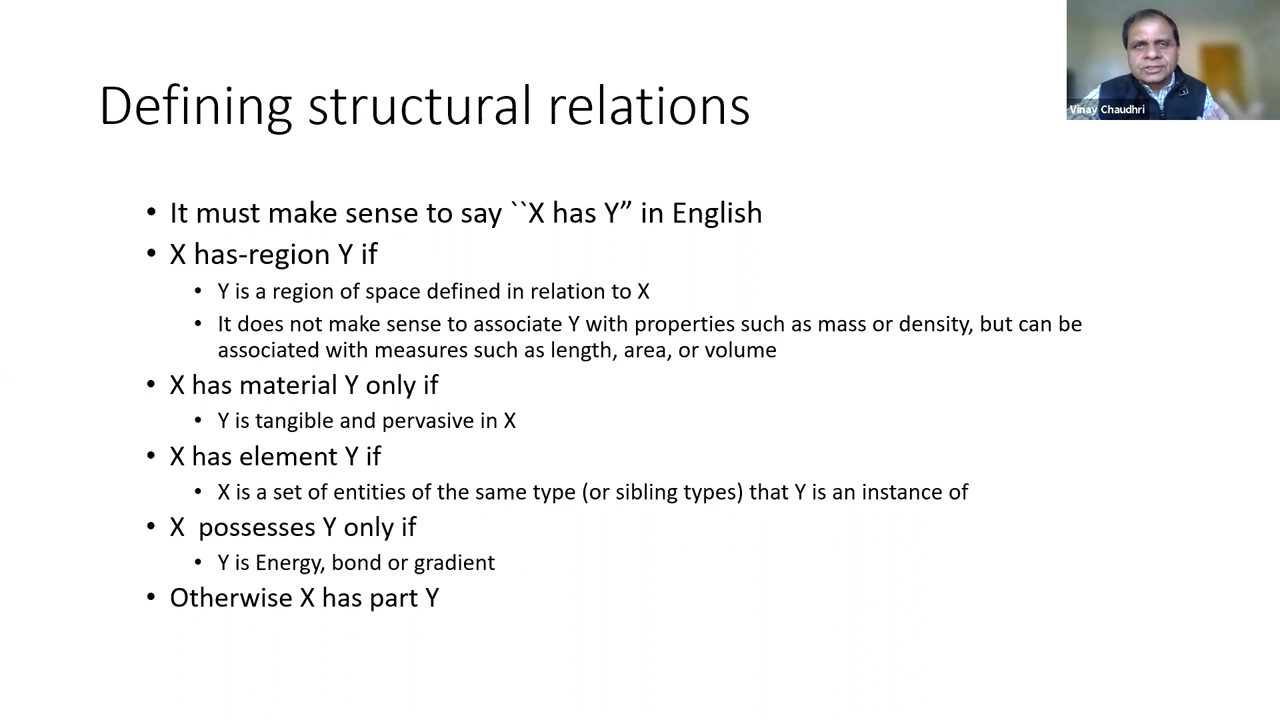 Vinay Chaudhri
Defining structural relations
• It must make sense to say ``X has Y” in English
• X has-region Y if
• Y is a region of space defined in relation to X
• It does not make sense to associate Y with properties such as mass or density, but can be
associated with measures such as length, area, or volume
• X has material Y only if
• Y is tangible and pervasive in X
• X has element Y if
• X is a set of entities of the same type (or sibling types) that Y is an instance of
• X possesses Y only if
• Y is Energy, bond or gradient
• Otherwise X has part Y